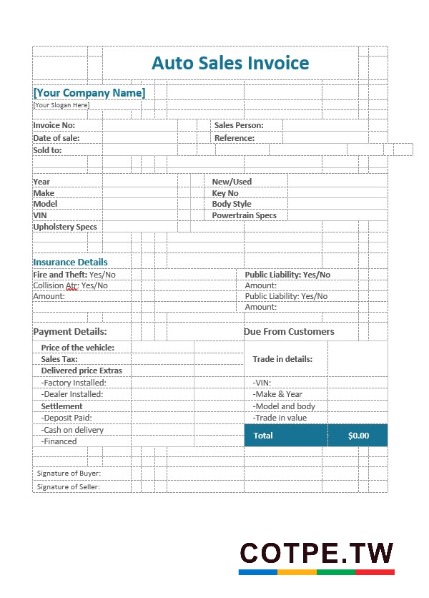 Auto Sales Invoice
[Your Company Name]
[Your Slogan Here]
Invoice No: Sales Person:
Date of sale: Reference:
Sold to:
Year New/Used
Make Key No
Model Body Style
VIN Powertrain Specs
Upholstery Specs
Insurance Details
Fire and Theft: Yes/No Public Liability: Yes/No
Collision Atr: Yes/No Amount:
Amount: Public Liability: Yes/No
Amount:
Payment Details: Due From Customers
Price of the vehicle:
Sales Tax: Trade in details:
Delivered price Extras
-Factory Installed: -VIN:
-Dealer Installed: -Make & Year
Settlement -Model and body
-Deposit Paid: -Trade in value
-Cash on delivery Total $0.00
-Financed
Signature of Buyer:
Signature of Seller:
COTPE.TW